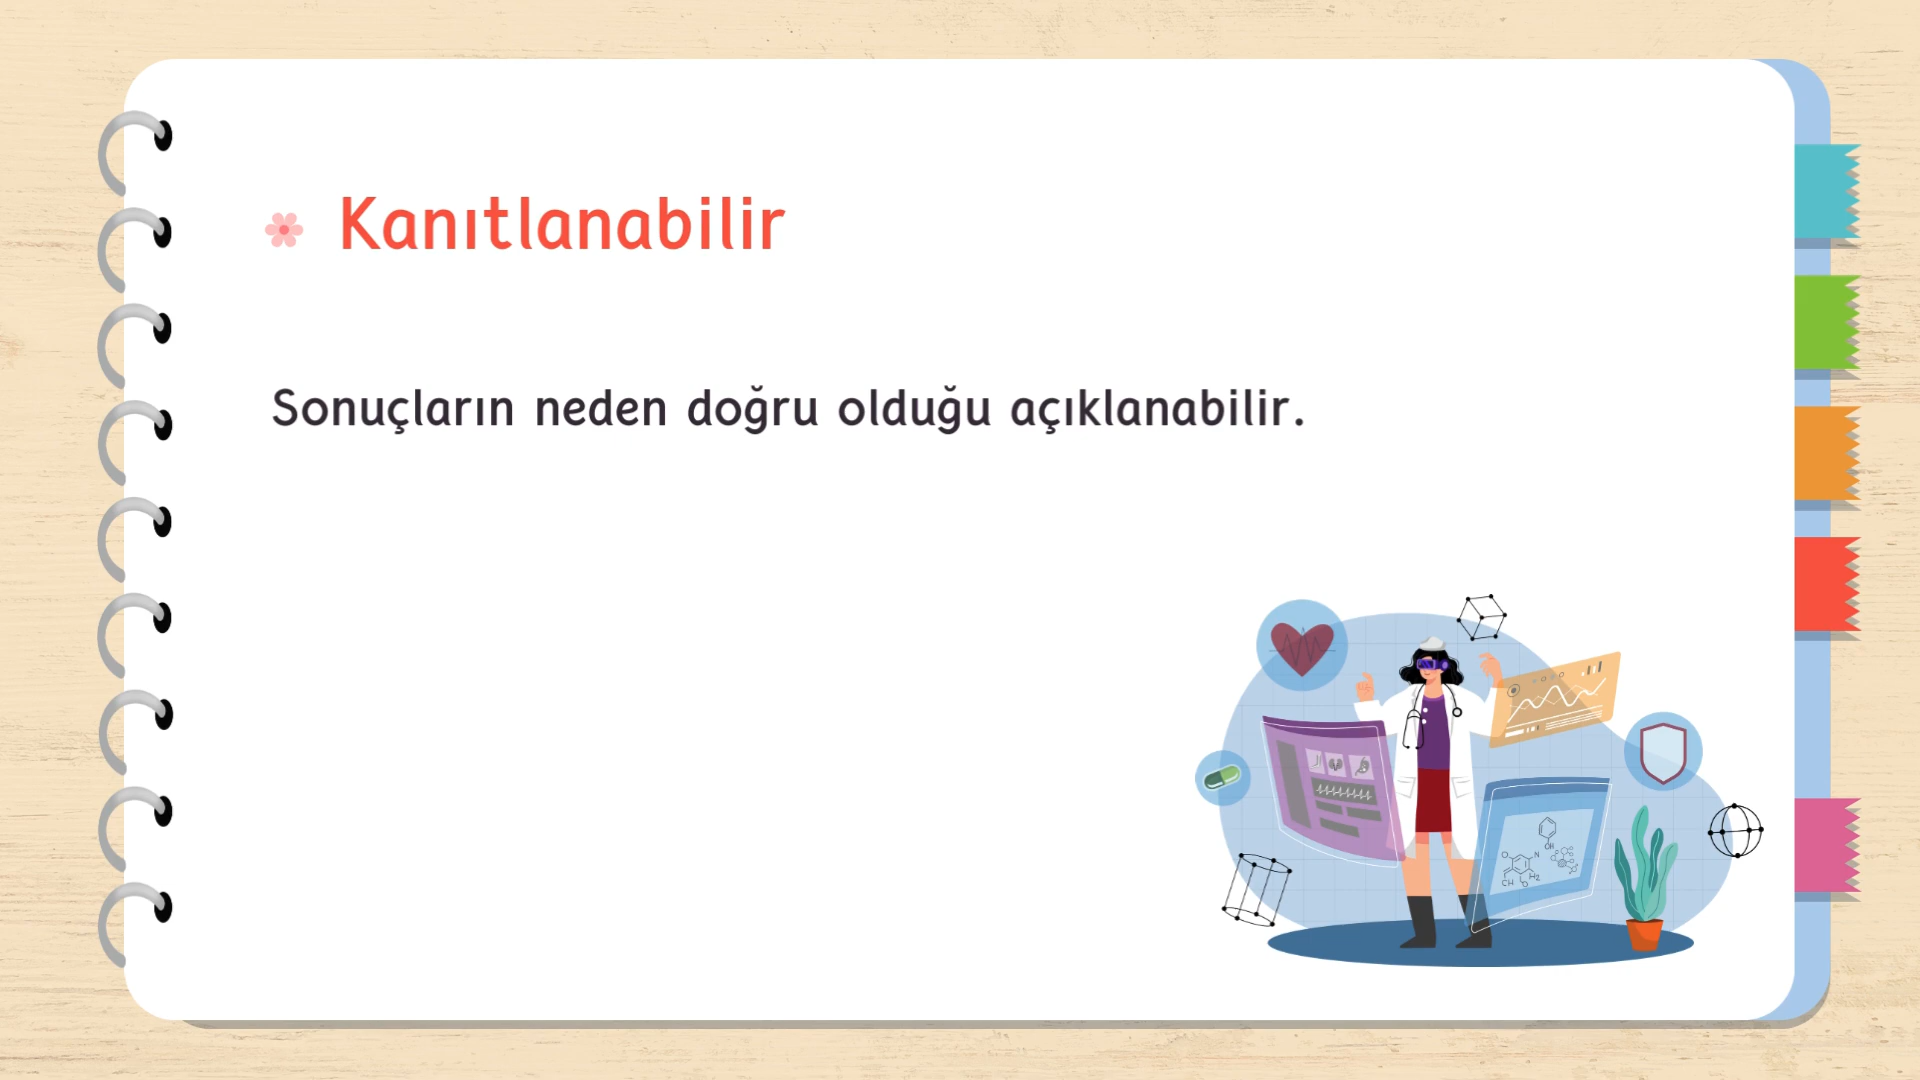 Kanıtlanabilir
Sonuçların neden doğru olduğu açıklanabilir.